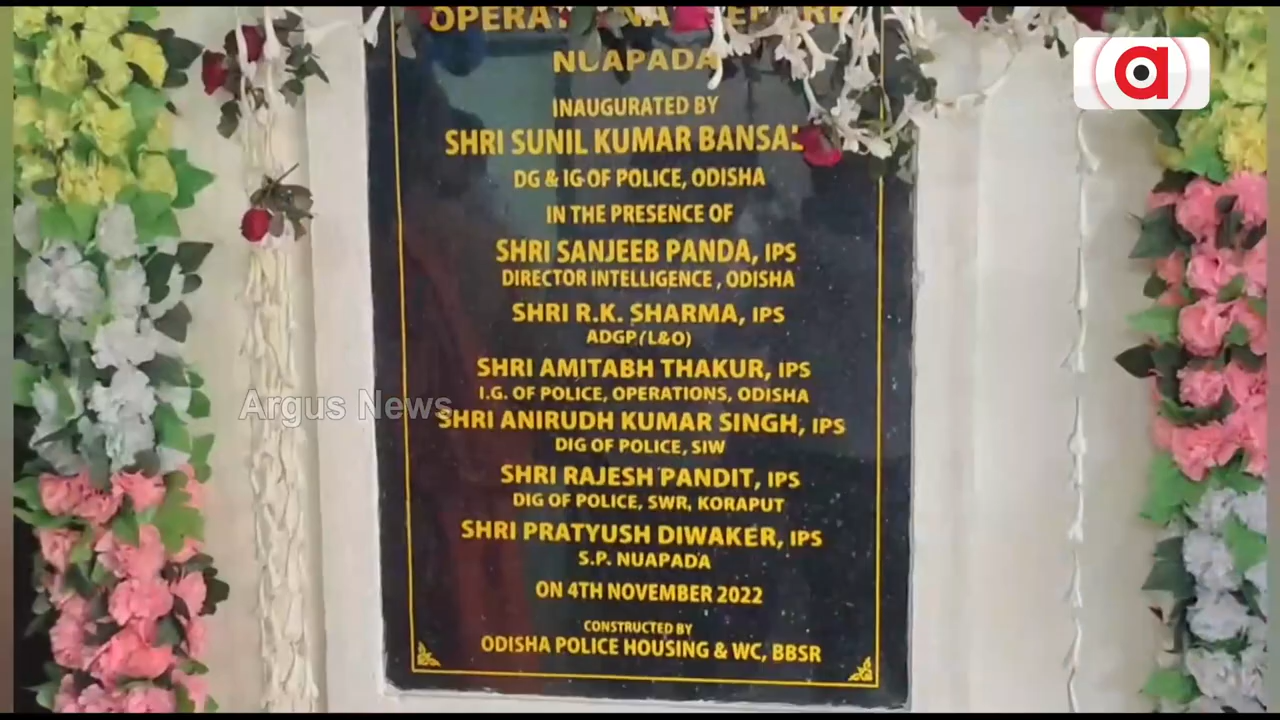 NUAPADA
INAUGURATED BY
SHRI SUNIL KUMAR BANSAL
DG & IG OF POLICE, ODISHA
IN THE PRESENCE OF
SHRI SANJEEB PANDA, IPS
DIRECTOR INTELLIGENCE , ODISHA
SHRI R.K. SHARMA, IPS
ADGP (L&O)
SHRI AMITABH THAKUR, IPS
I.G. OF POLICE, OPERATIONS, ODISHA
SHRI ANIRUDH KUMAR SINGH, IPS
DIG OF POLICE, SIW
SHRI RAJESH PANDIT, IPS
DIG OF POLICE, SWR, KORAPUT
SHRI PRATYUSH DIWAKER, IPS
S.P. NUAPADA
ON 4TH NOVEMBER 2022
CONSTRUCTED BY
ODISHA POLICE HOUSING & WC, BBSR
Argus News
a